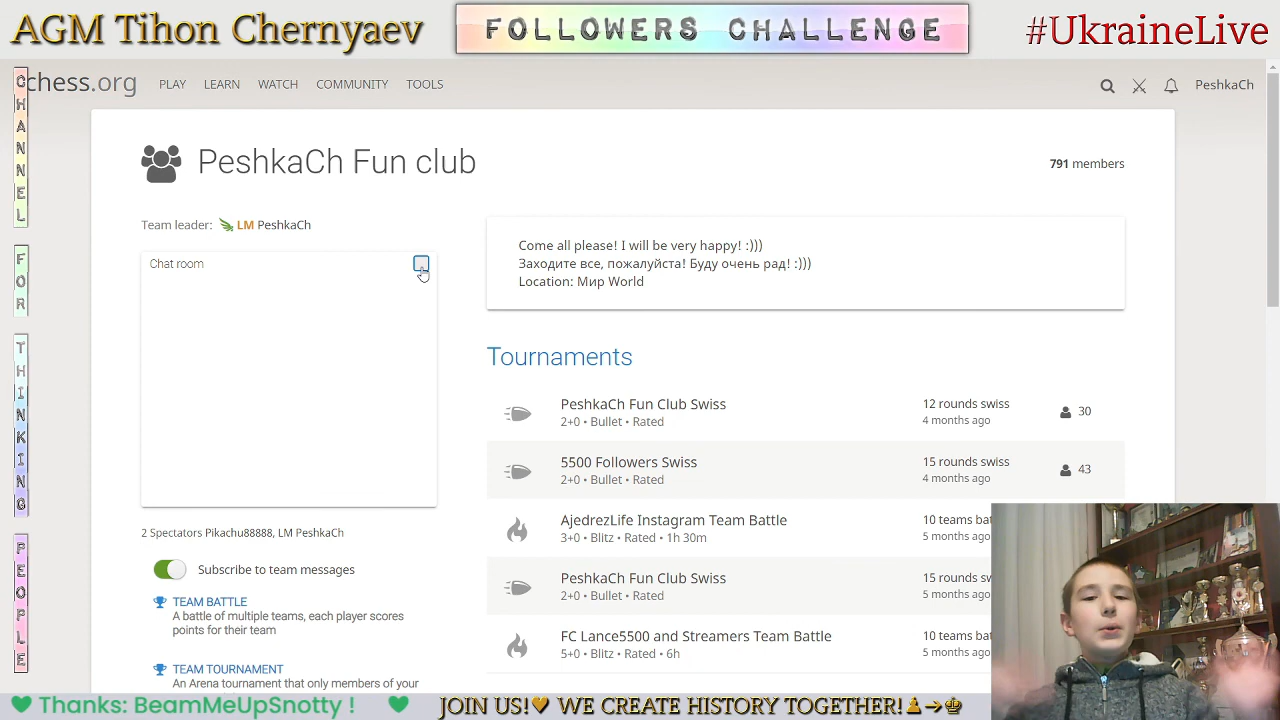 AGM Tihon Chernyaev
FOLLOWERS CHALLENGE
#UkraineLive
CHANNEL FOR THINKING PEOPLE
chess.org
PLAY LEARN WATCH COMMUNITY TOOLS
PeshkaCh
PeshkaCh Fun club
791 members
Team leader: LM PeshkaCh
Chat room
Come all please! I will be very happy! :)))
Заходите все, пожалуйста! Буду очень рад! :)))
Location: Мир World
Tournaments
PeshkaCh Fun Club Swiss
2+0 • Bullet • Rated
12 rounds swiss
4 months ago
30
5500 Followers Swiss
2+0 • Bullet • Rated
15 rounds swiss
4 months ago
43
AjedrezLife Instagram Team Battle
3+0 • Blitz • Rated • 1h 30m
10 teams bat
5 months ago
PeshkaCh Fun Club Swiss
2+0 • Bullet • Rated
15 rounds sw
5 months ago
FC Lance5500 and Streamers Team Battle
5+0 • Blitz • Rated • 6h
10 teams bat
5 months ago
2 Spectators Pikachu88888, LM PeshkaCh
Subscribe to team messages
TEAM BATTLE
A battle of multiple teams, each player scores
points for their team
TEAM TOURNAMENT
An Arena tournament that only members of your
💚 Thanks: BeamMeUpSnotty ! 💚
JOIN US!♥ WE CREATE HISTORY TOGETHER!♟→♚